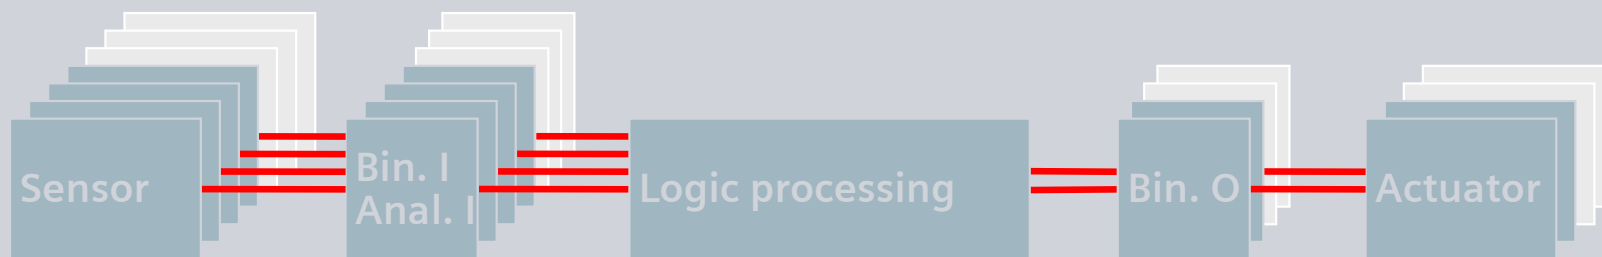 Sensor
Bin. I
Anal. I
Logic processing
Bin. O
Actuator